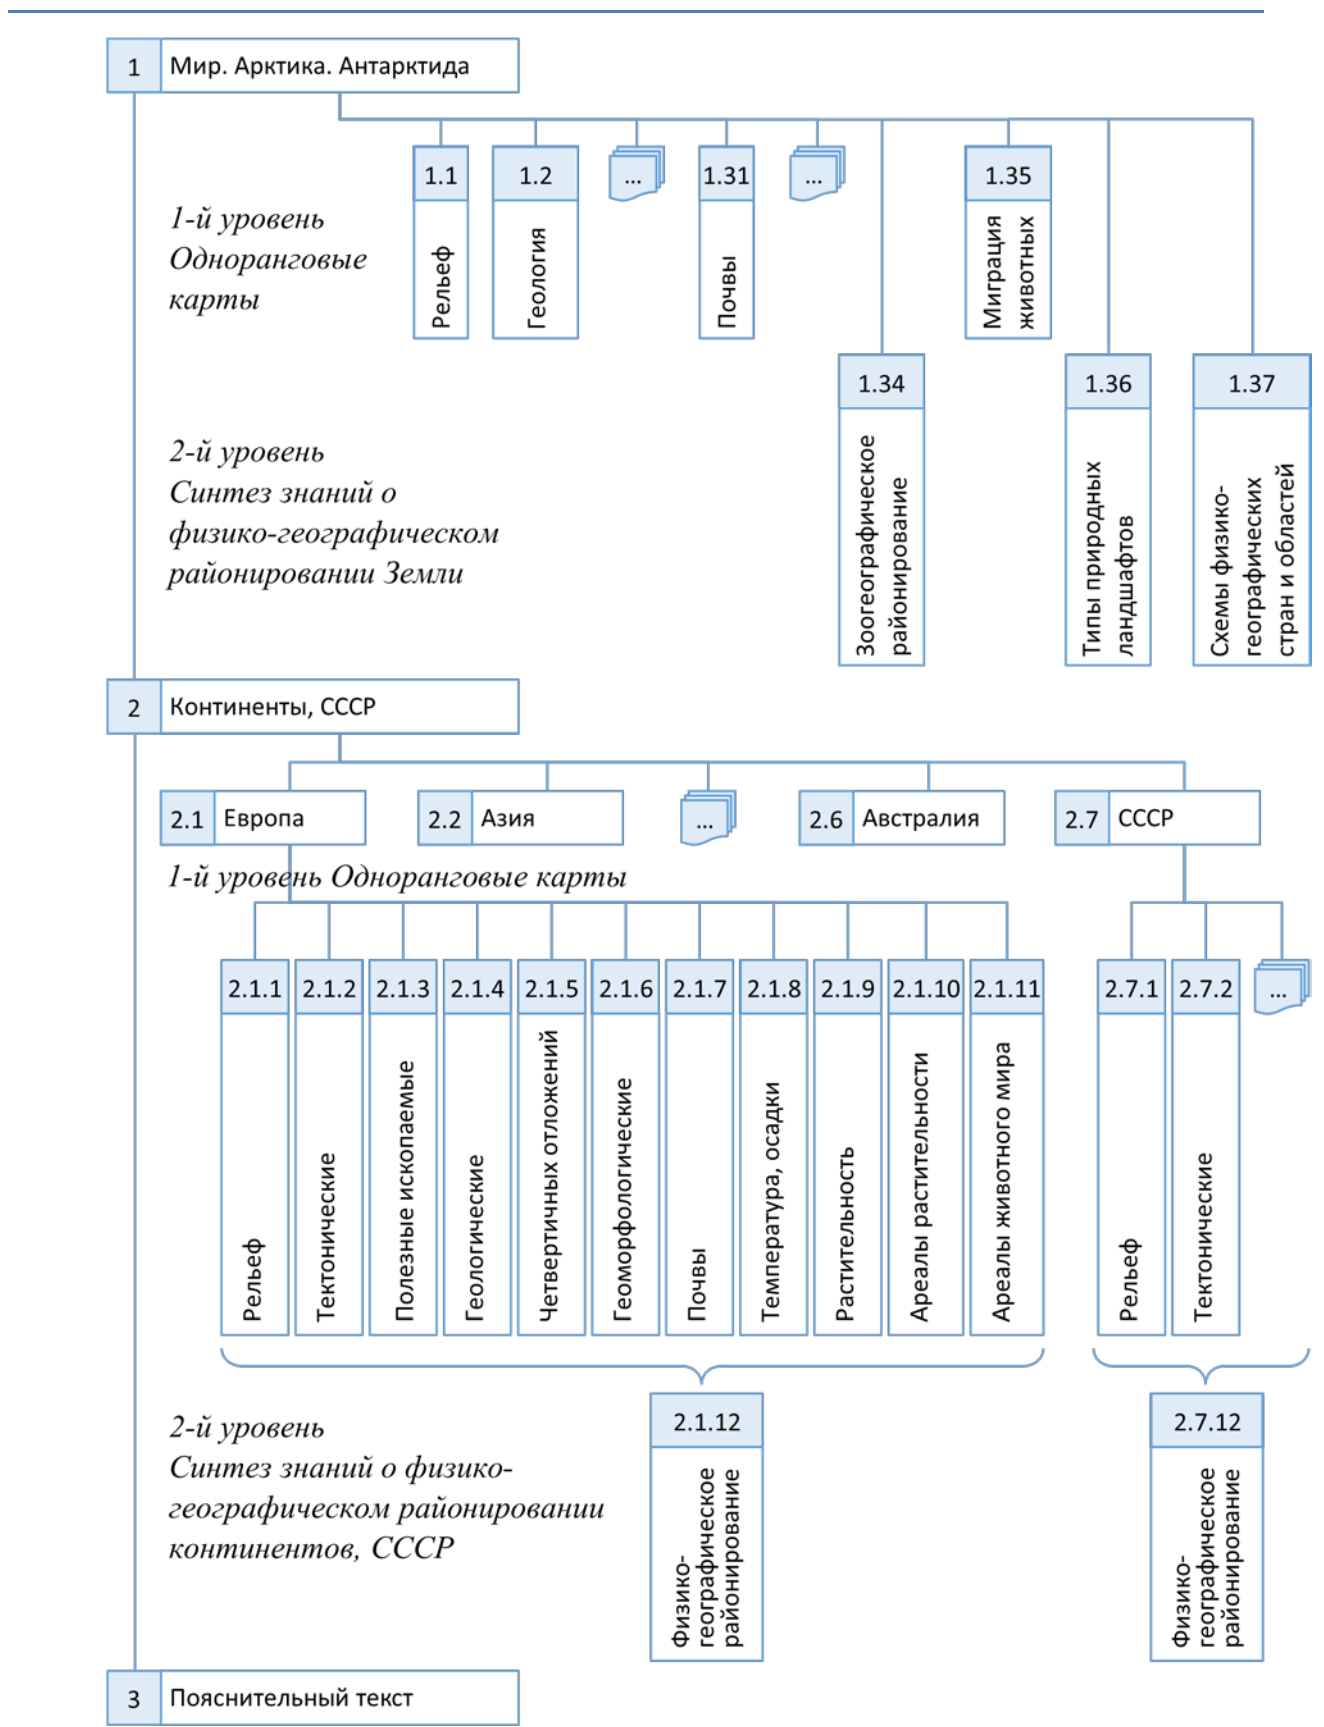 1 Мир. Арктика. Антарктида
1.1
1.2
...
1.31
...
1.35
Рельеф
Геология
Почвы
Миграция
животных
1-й уровень
Одноранговые
карты
1.34
1.36
1.37
Зоогеографическое
районирование
Типы природных
ландшафтов
Схемы физико-
географических
стран и областей
2-й уровень
Синтез знаний о
физико-географическом
районировании Земли
2 Континенты, СССР
2.1 Европа
2.2 Азия
...
2.6 Австралия
2.7 СССР
1-й уровень Одноранговые карты
2.1.1
2.1.2
2.1.3
2.1.4
2.1.5
2.1.6
2.1.7
2.1.8
2.1.9
2.1.10
2.1.11
2.7.1
2.7.2
...
Рельеф
Тектонические
Полезные ископаемые
Геологические
Четвертичных отложений
Геоморфологические
Почвы
Температура, осадки
Растительность
Ареалы растительности
Ареалы животного мира
Рельеф
Тектонические
2.1.12
2.7.12
2-й уровень
Синтез знаний о физико-
географическом районировании
континентов, СССР
Физико-
географическое
районирование
Физико-
географическое
районирование
3 Пояснительный текст